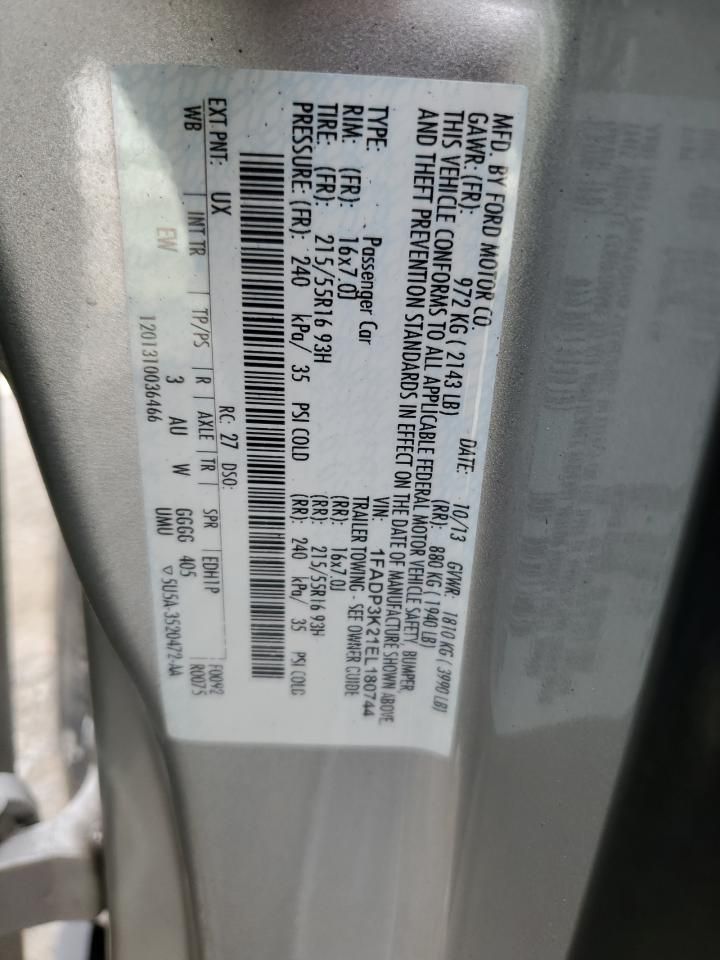 MFD. BY FORD MOTOR CO.
DATE: 10/13 GVWR: 1810 KG ( 3990 LB)
GAWR: (FR): 972 KG ( 2143 LB) (RR): 880 KG ( 1940 LB)
THIS VEHICLE CONFORMS TO ALL APPLICABLE FEDERAL MOTOR VEHICLE SAFETY, BUMPER,
AND THEFT PREVENTION STANDARDS IN EFFECT ON THE DATE OF MANUFACTURE SHOWN ABOVE.
VIN: 1FADP3K21EL180744
TYPE: Passenger Car TRAILER TOWING - SEE OWNER GUIDE
RIM: (FR): 16x7.0J (RR): 16x7.0J
TIRE: (FR): 215/55R16 93H (RR): 215/55R16 93H
PRESSURE: (FR): 240 kPa/ 35 PSI COLD (RR): 240 kPa/ 35 PSI COLD
RC: 27 DSO: F0092
EXT PNT: UX R0075
WB INT TR TP/PS R AXLE TR SPR EDH1P
EW 3 AU W GGGG 405
1201310036466 UMU ▽5U5A-3520472-AA